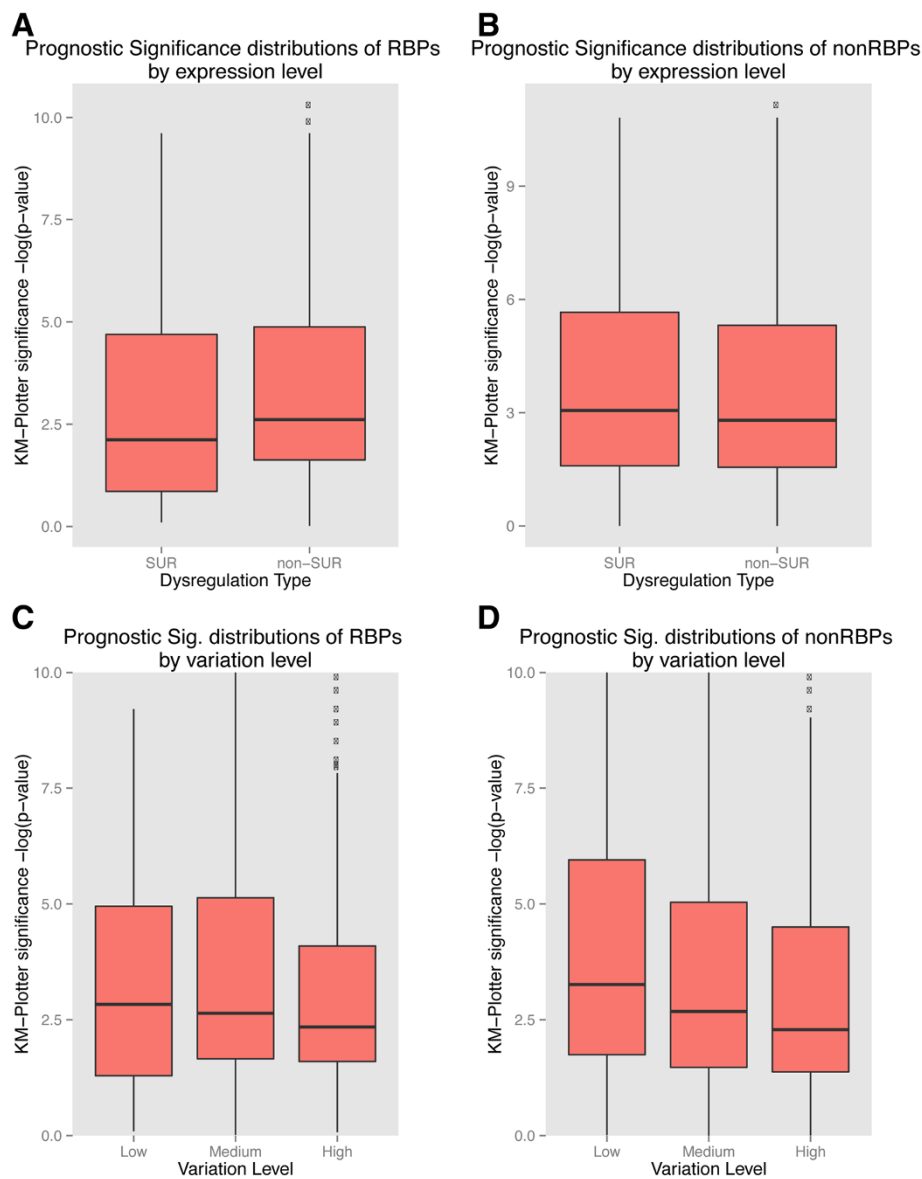 A
Prognostic Significance distributions of RBPs
by expression level
KM-Plotter significance -log(p-value)
10.0
7.5
5.0
2.5
0.0
SUR
non-SUR
Dysregulation Type
B
Prognostic Significance distributions of nonRBPs
by expression level
KM-Plotter significance -log(p-value)
9
6
3
0
SUR
non-SUR
Dysregulation Type
C
Prognostic Sig. distributions of RBPs
by variation level
KM-Plotter significance -log(p-value)
10.0
7.5
5.0
2.5
0.0
Low
Medium
High
Variation Level
D
Prognostic Sig. distributions of nonRBPs
by variation level
KM-Plotter significance -log(p-value)
10.0
7.5
5.0
2.5
0.0
Low
Medium
High
Variation Level